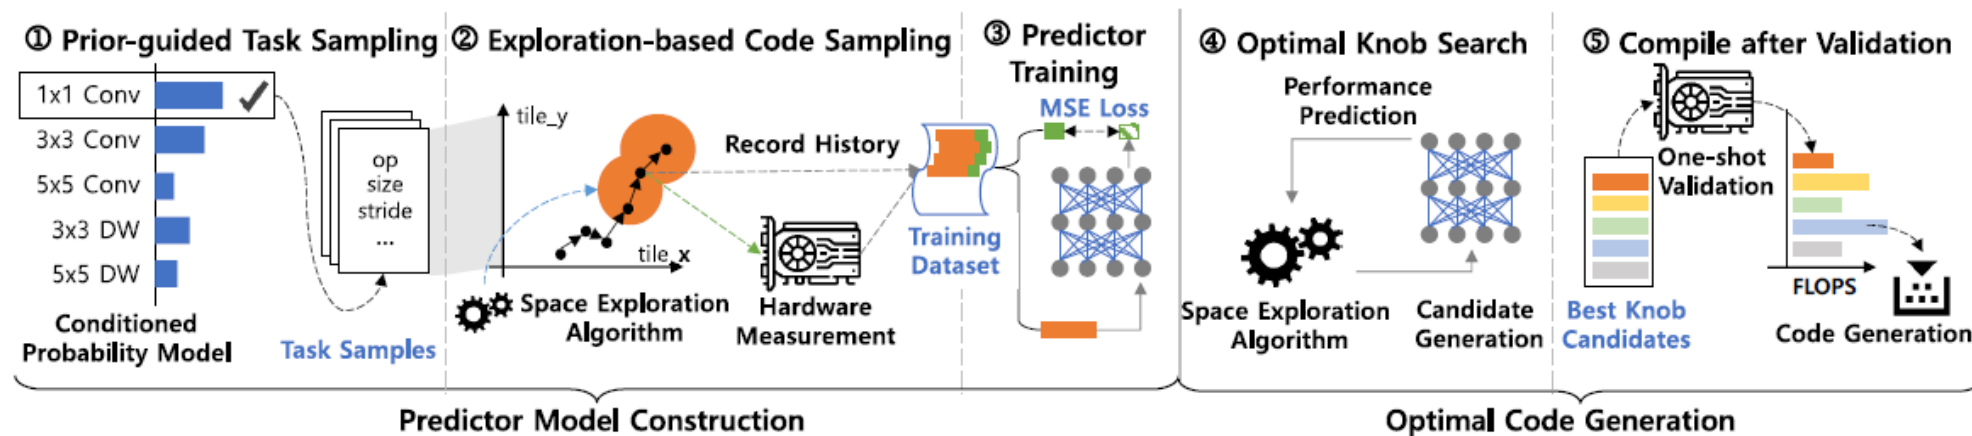 ① Prior-guided Task Sampling
1x1 Conv
3x3 Conv
5x5 Conv
3x3 DW
5x5 DW
Conditioned
Probability Model
op
size
stride
...
Task Samples
② Exploration-based Code Sampling
tile_y
tile_x
Space Exploration
Algorithm
Record History
Hardware
Measurement
Training
Dataset
③ Predictor
Training
MSE Loss
Predictor Model Construction
④ Optimal Knob Search
Performance
Prediction
Space Exploration
Algorithm
Candidate
Generation
⑤ Compile after Validation
One-shot
Validation
Best Knob
Candidates
FLOPS
Code Generation
Optimal Code Generation